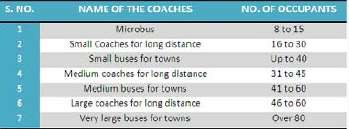 S. NO. NAME OF THE COACHES NO. OF OCCUPANTS
1 Microbus 8 to 15
2 Small Coaches for long distance 16 to 30
3 Small buses for towns Up to 40
4 Medium coaches for long distance 31 to 45
5 Medium buses for towns 41 to 60
6 Large coaches for long distance 46 to 60
7 Very large buses for towns Over 80